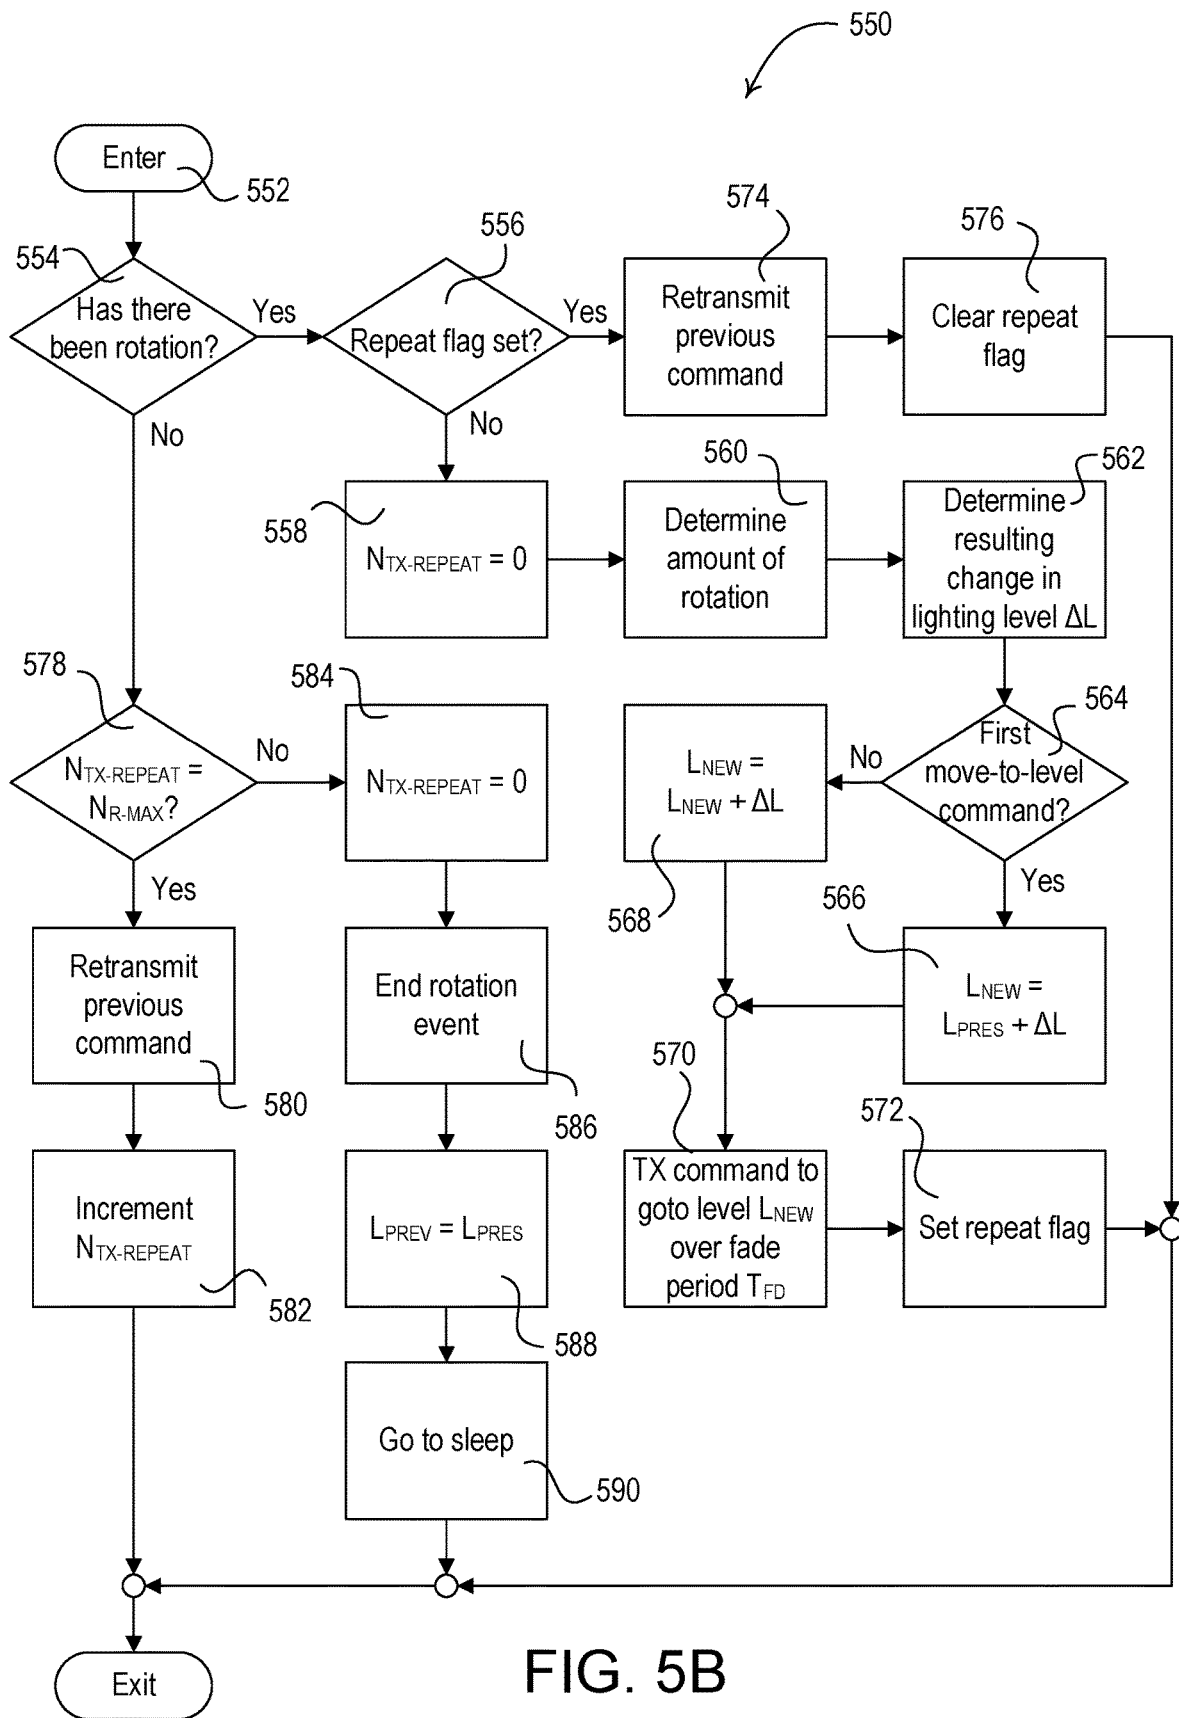 550
Enter
552
554
Has there
been rotation?
Yes
No
556
Repeat flag set?
Yes
No
574
Retransmit
previous
command
576
Clear repeat
flag
558
NTX-REPEAT = 0
560
Determine
amount of
rotation
562
Determine
resulting
change in
lighting level ΔL
564
First
move-to-level
command?
No
Yes
LNEW =
LNEW + ΔL
568
566
LNEW =
LPRES + ΔL
570
TX command to
goto level LNEW
over fade
period TFD
572
Set repeat flag
578
NTX-REPEAT =
NR-MAX?
No
Yes
584
NTX-REPEAT = 0
Retransmit
previous
command
580
End rotation
event
586
Increment
NTX-REPEAT
582
LPREV = LPRES
588
Go to sleep
590
Exit
FIG. 5B